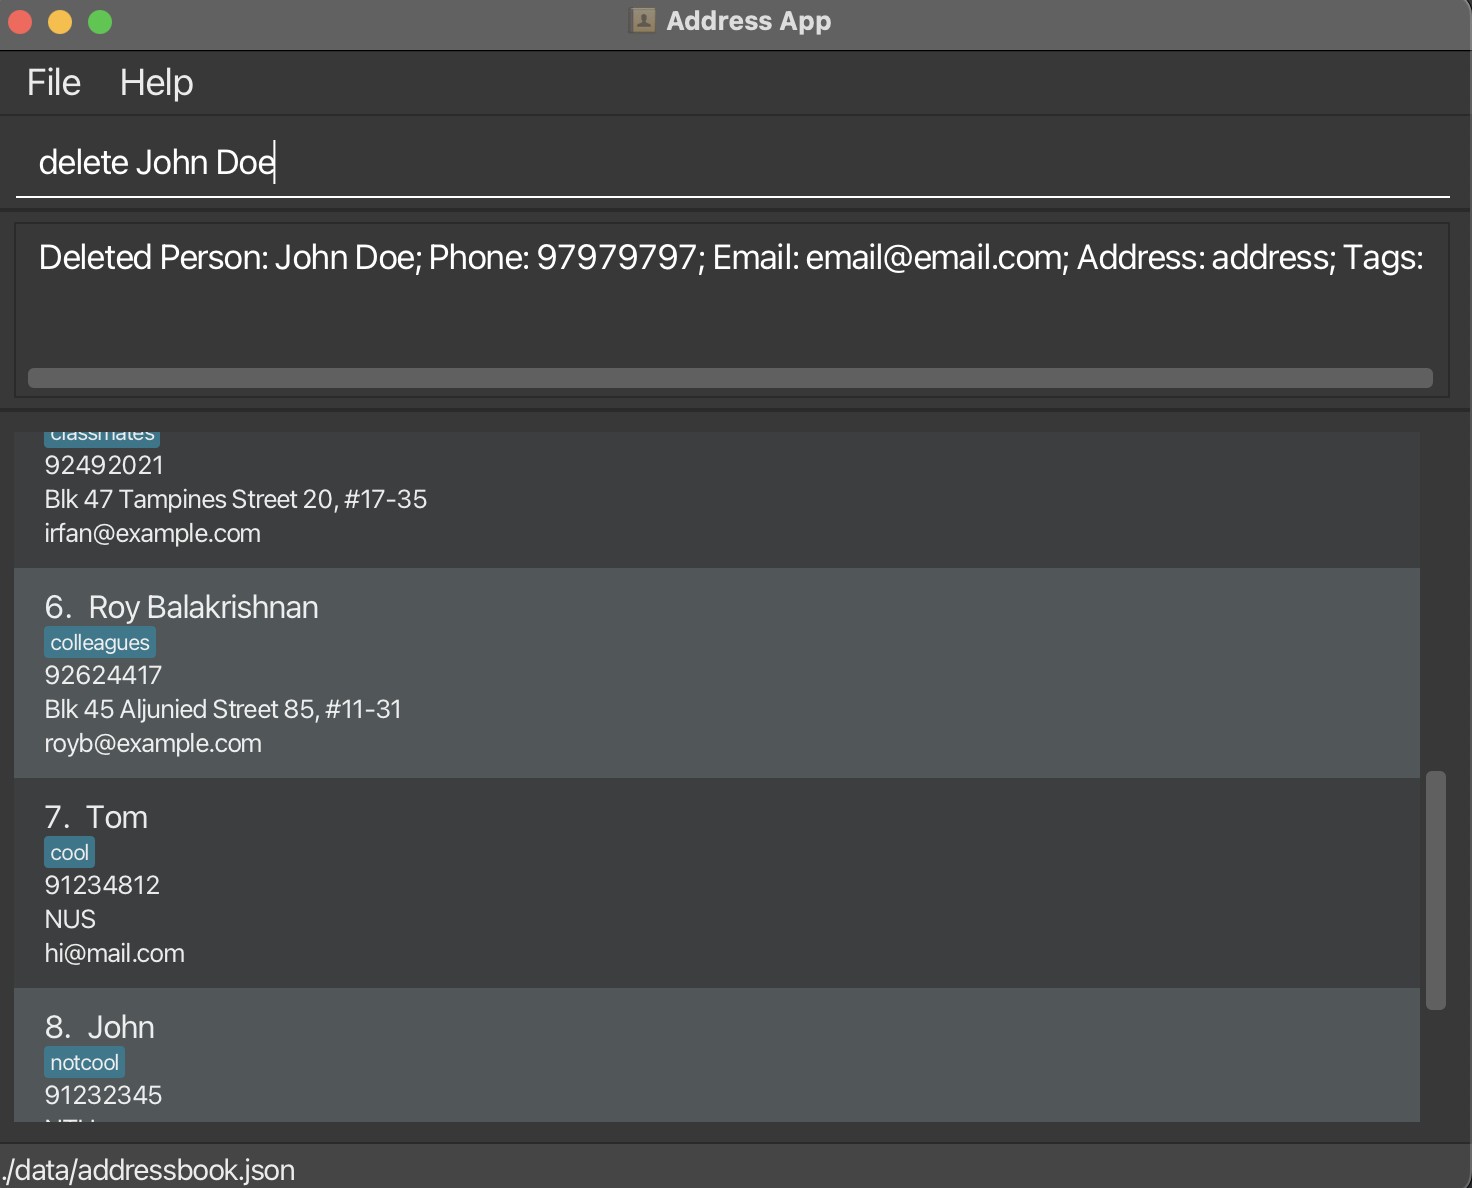 Address App
File Help
delete John Doe
Deleted Person: John Doe; Phone: 97979797; Email: email@email.com; Address: address; Tags:
classmates
92492021
Blk 47 Tampines Street 20, #17-35
irfan@example.com
6. Roy Balakrishnan
colleagues
92624417
Blk 45 Aljunied Street 85, #11-31
royb@example.com
7. Tom
cool
91234812
NUS
hi@mail.com
8. John
notcool
91232345
./data/addressbook.json